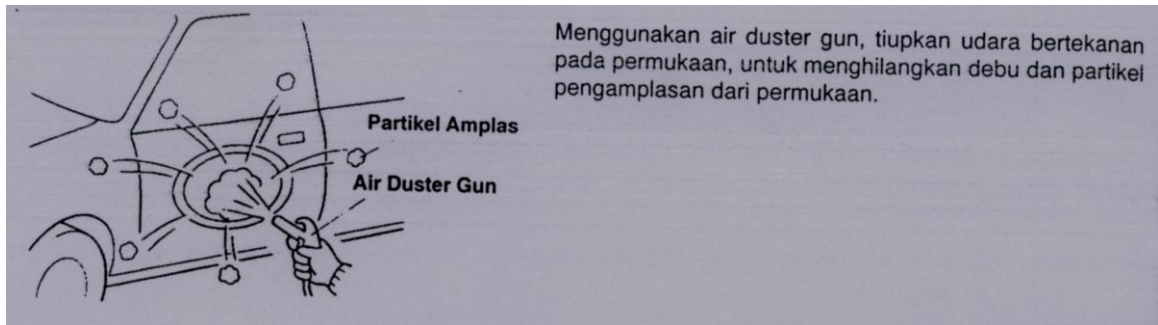 Menggunakan air duster gun, tiupkan udara bertekanan
pada permukaan, untuk menghilangkan debu dan partikel
pengamplasan dari permukaan.
Partikel Amplas
Air Duster Gun